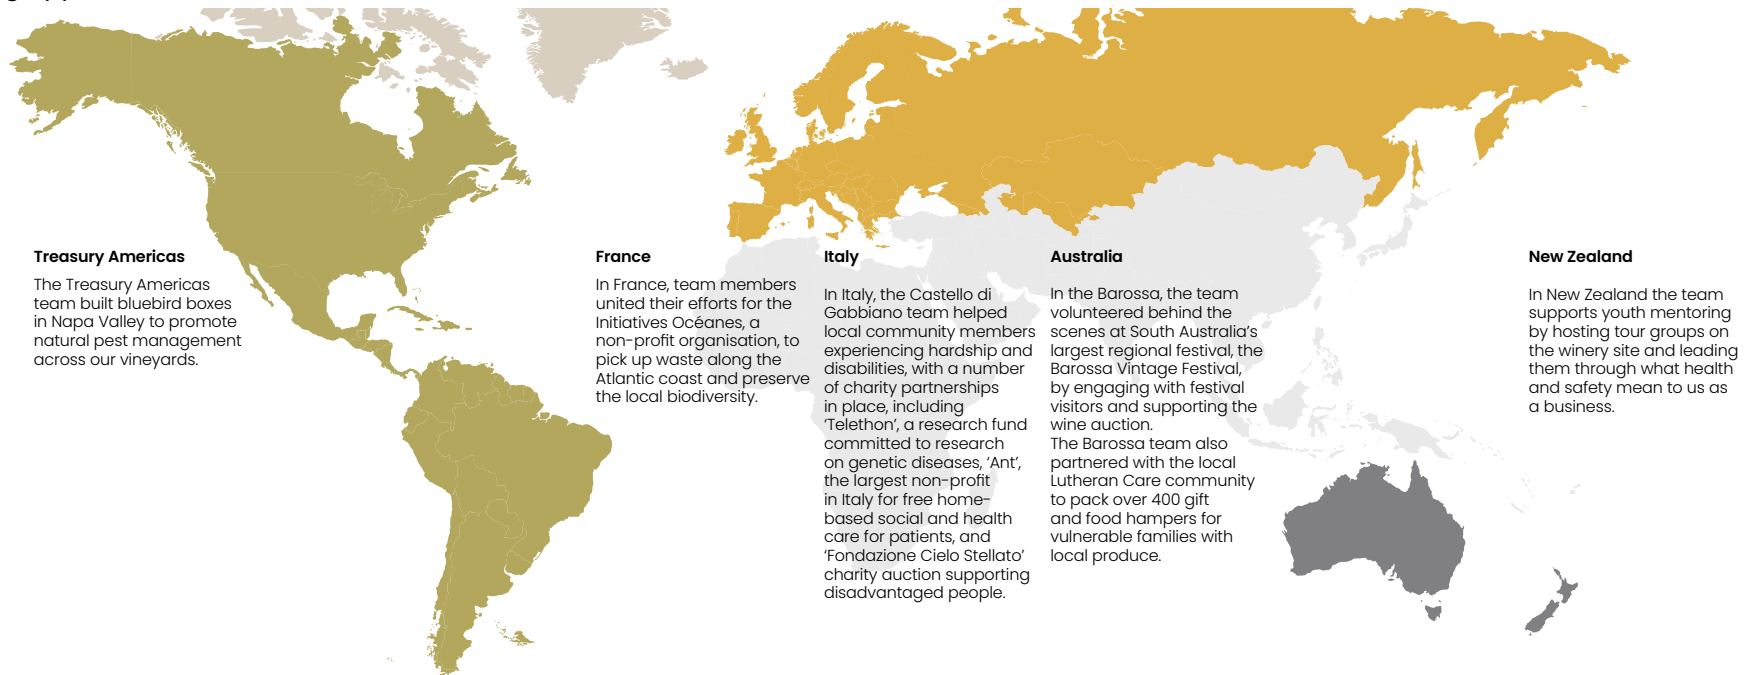 Treasury Americas
The Treasury Americas
team built bluebird boxes
in Napa Valley to promote
natural pest management
across our vineyards.
France
In France, team members
united their efforts for the
Initiatives Océanes, a
non-profit organisation, to
pick up waste along the
Atlantic coast and preserve
the local biodiversity.
Italy
In Italy, the Castello di
Gabbiano team helped
local community members
experiencing hardship and
disabilities, with a number
of charity partnerships
in place, including
‘Telethon’, a research fund
committed to research
on genetic diseases, ‘Ant’,
the largest non-profit
in Italy for free home-
based social and health
care for patients, and
‘Fondazione Cielo Stellato’
charity auction supporting
disadvantaged people.
Australia
In the Barossa, the team
volunteered behind the
scenes at South Australia’s
largest regional festival, the
Barossa Vintage Festival,
by engaging with festival
visitors and supporting the
wine auction.
The Barossa team also
partnered with the local
Lutheran Care community
to pack over 400 gift
and food hampers for
vulnerable families with
local produce.
New Zealand
In New Zealand the team
supports youth mentoring
by hosting tour groups on
the winery site and leading
them through what health
and safety mean to us as
a business.